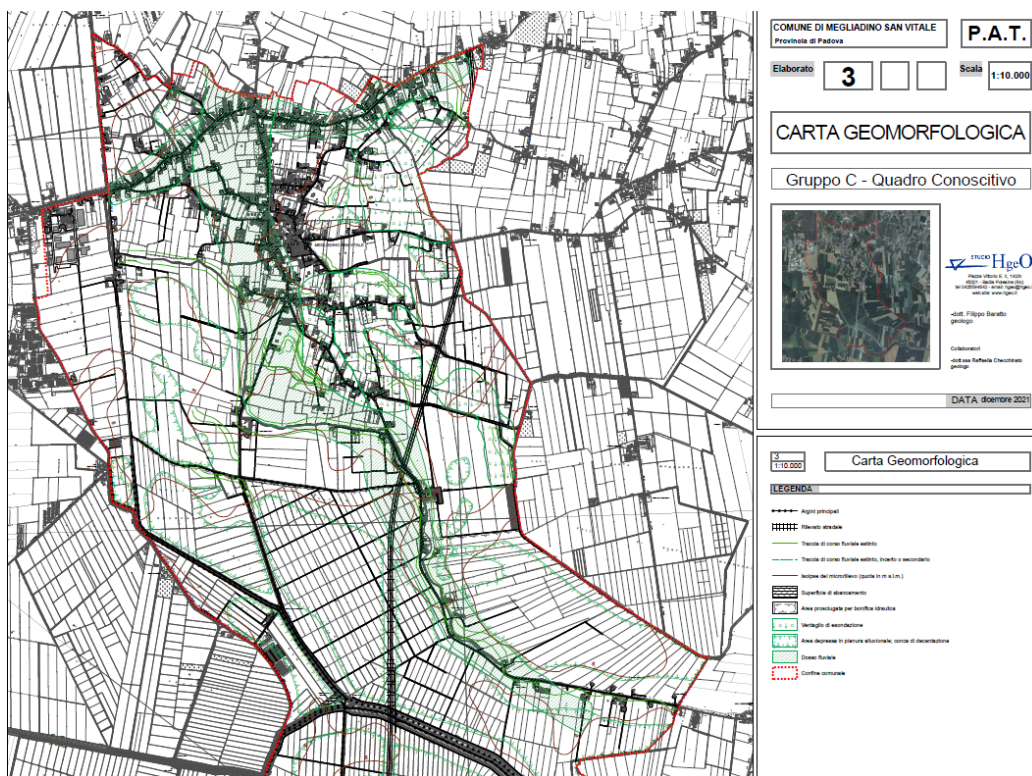 COMUNE DI MEGLIADINO SAN VITALE
Provincia di Padova
P.A.T.
Elaborato
3
Scala
1:10.000
CARTA GEOMORFOLOGICA
Gruppo C - Quadro Conoscitivo
STUDIO HgeO
-dott. Filippo Baratto
geologo
Collaboratori
-dott.ssa Raffaella Checchinato
geologo
DATA dicembre 2021
3
1:10.000
Carta Geomorfologica
LEGENDA
Argini principali
Rilevato stradale
Traccia di corso fluviale estinto
Traccia di corso fluviale estinto, incerto o secondario
Isoipse del microrilievo (quota in m s.l.m.)
Superficie di sbancamento
Area prosciugata per bonifica idraulica
Ventaglio di esondazione
Area depressa in pianura alluvionale, conca di decantazione
Dosso fluviale
Confine comunale